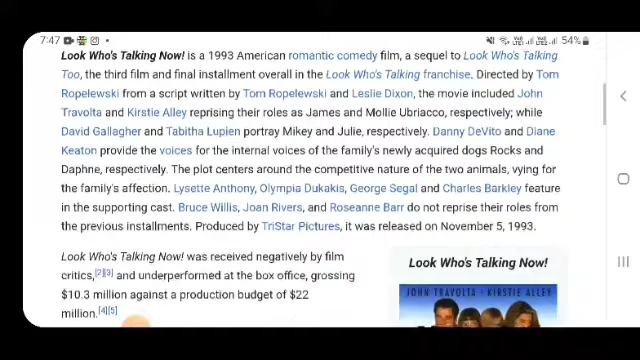 7:47
54%
Look Who's Talking Now! is a 1993 American romantic comedy film, a sequel to Look Who's Talking
Too, the third film and final installment overall in the Look Who's Talking franchise. Directed by Tom
Ropelewski from a script written by Tom Ropelewski and Leslie Dixon, the movie included John
Travolta and Kirstie Alley reprising their roles as James and Mollie Ubriacco, respectively; while
David Gallagher and Tabitha Lupien portray Mikey and Julie, respectively. Danny DeVito and Diane
Keaton provide the voices for the internal voices of the family's newly acquired dogs Rocks and
Daphne, respectively. The plot centers around the competitive nature of the two animals, vying for
the family's affection. Lysette Anthony, Olympia Dukakis, George Segal and Charles Barkley feature
in the supporting cast. Bruce Willis, Joan Rivers, and Roseanne Barr do not reprise their roles from
the previous installments. Produced by TriStar Pictures, it was released on November 5, 1993.
Look Who's Talking Now! was received negatively by film
critics,[2][3] and underperformed at the box office, grossing
$10.3 million against a production budget of $22
million.[4][5]
Look Who's Talking Now!
JOHN TRAVOLTA · KIRSTIE ALLEY